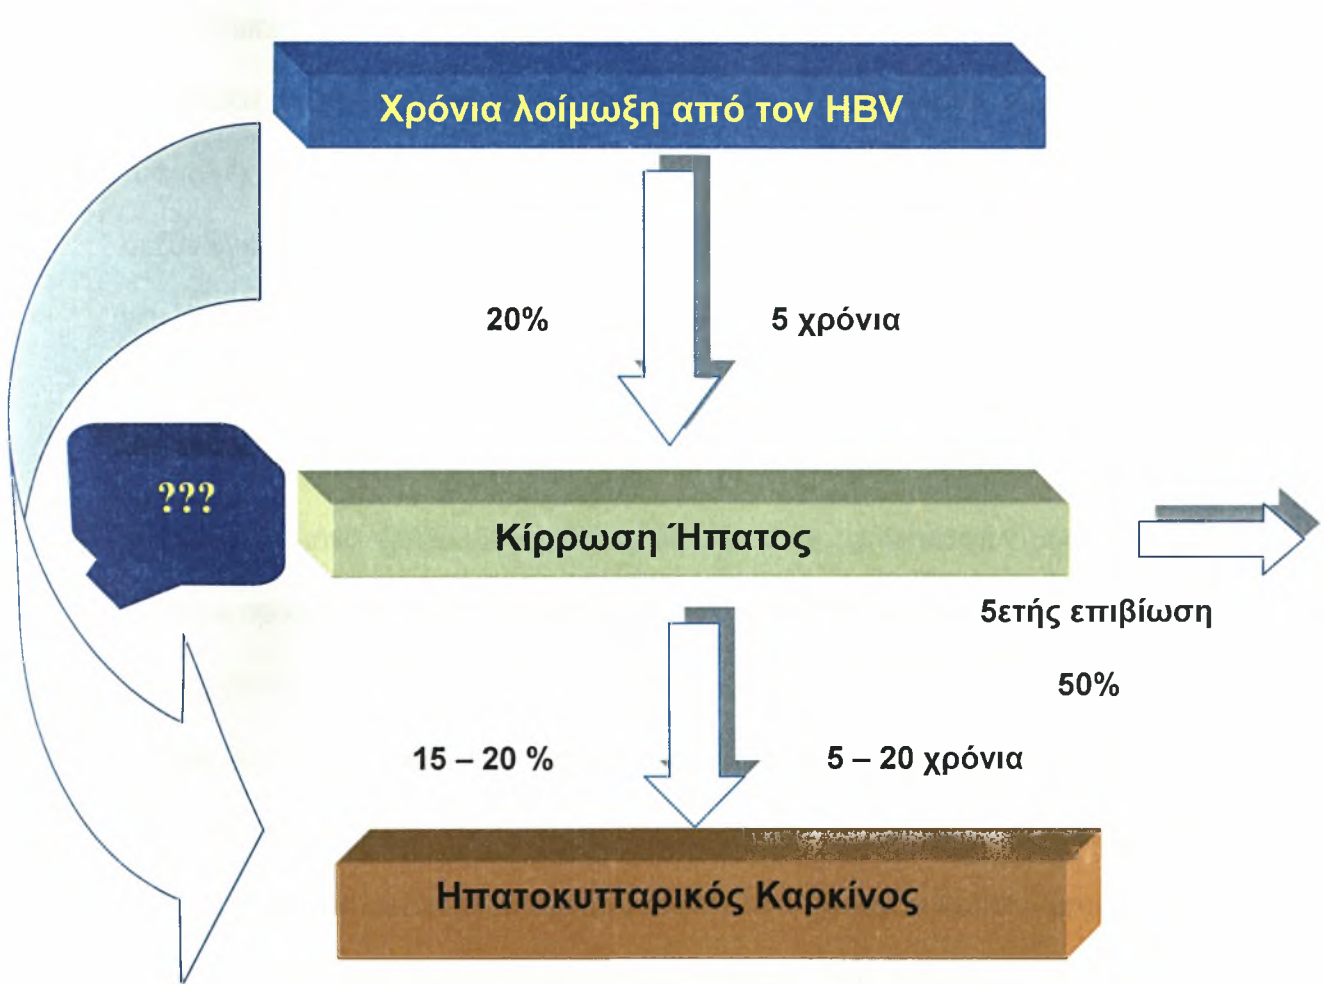 Χρόνια λοίμωξη από τον HBV
20%
5 χρόνια
???
Κίρρωση Ήπατος
5ετής επιβίωση
50%
15 – 20 %
5 – 20 χρόνια
Ηπατοκυτταρικός Καρκίνος